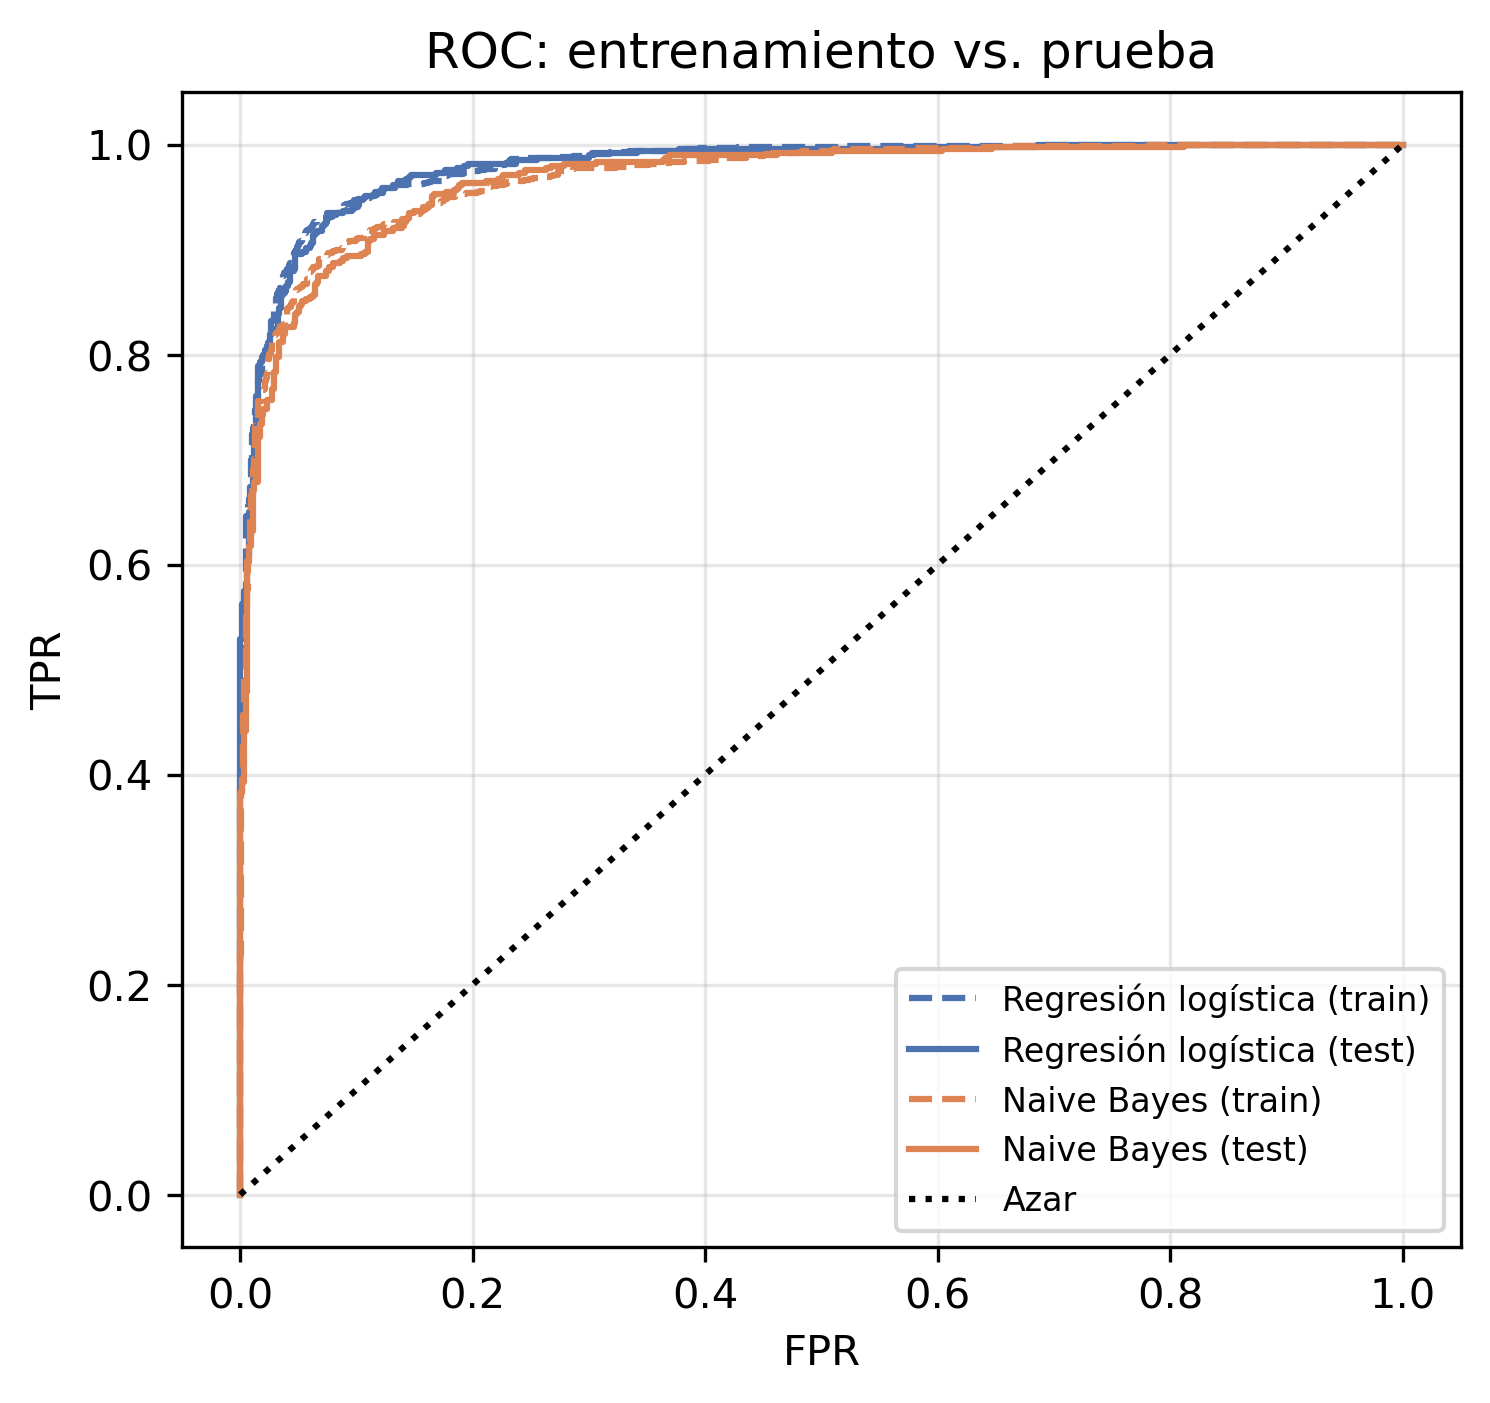 ROC: entrenamiento vs. prueba
1.0
0.8
0.6
0.4
0.2
0.0
TPR
Regresión logística (train)
Regresión logística (test)
Naive Bayes (train)
Naive Bayes (test)
Azar
0.0 0.2 0.4 0.6 0.8 1.0
FPR